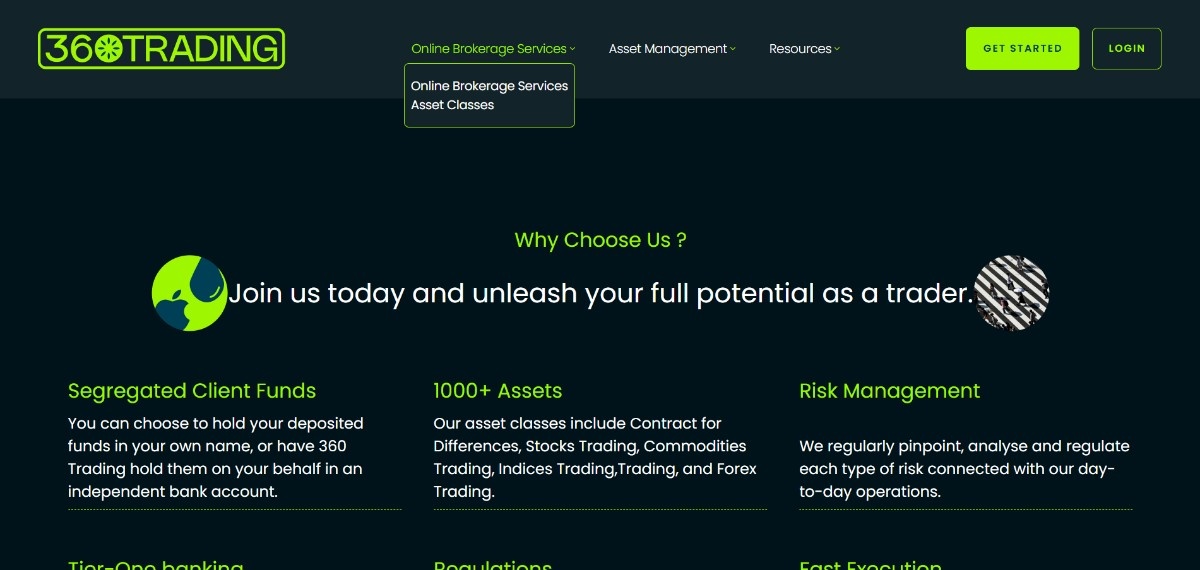 360TRADING
Online Brokerage Services
Asset Management
Resources
GET STARTED
LOGIN
Online Brokerage Services
Asset Classes
Why Choose Us ?
Join us today and unleash your full potential as a trader.
Segregated Client Funds
You can choose to hold your deposited
funds in your own name, or have 360
Trading hold them on your behalf in an
independent bank account.
1000+ Assets
Our asset classes include Contract for
Differences, Stocks Trading, Commodities
Trading, Indices Trading,Trading, and Forex
Trading.
Risk Management
We regularly pinpoint, analyse and regulate
each type of risk connected with our day-
to-day operations.
Tier-One banking
Regulations
Fast Execution